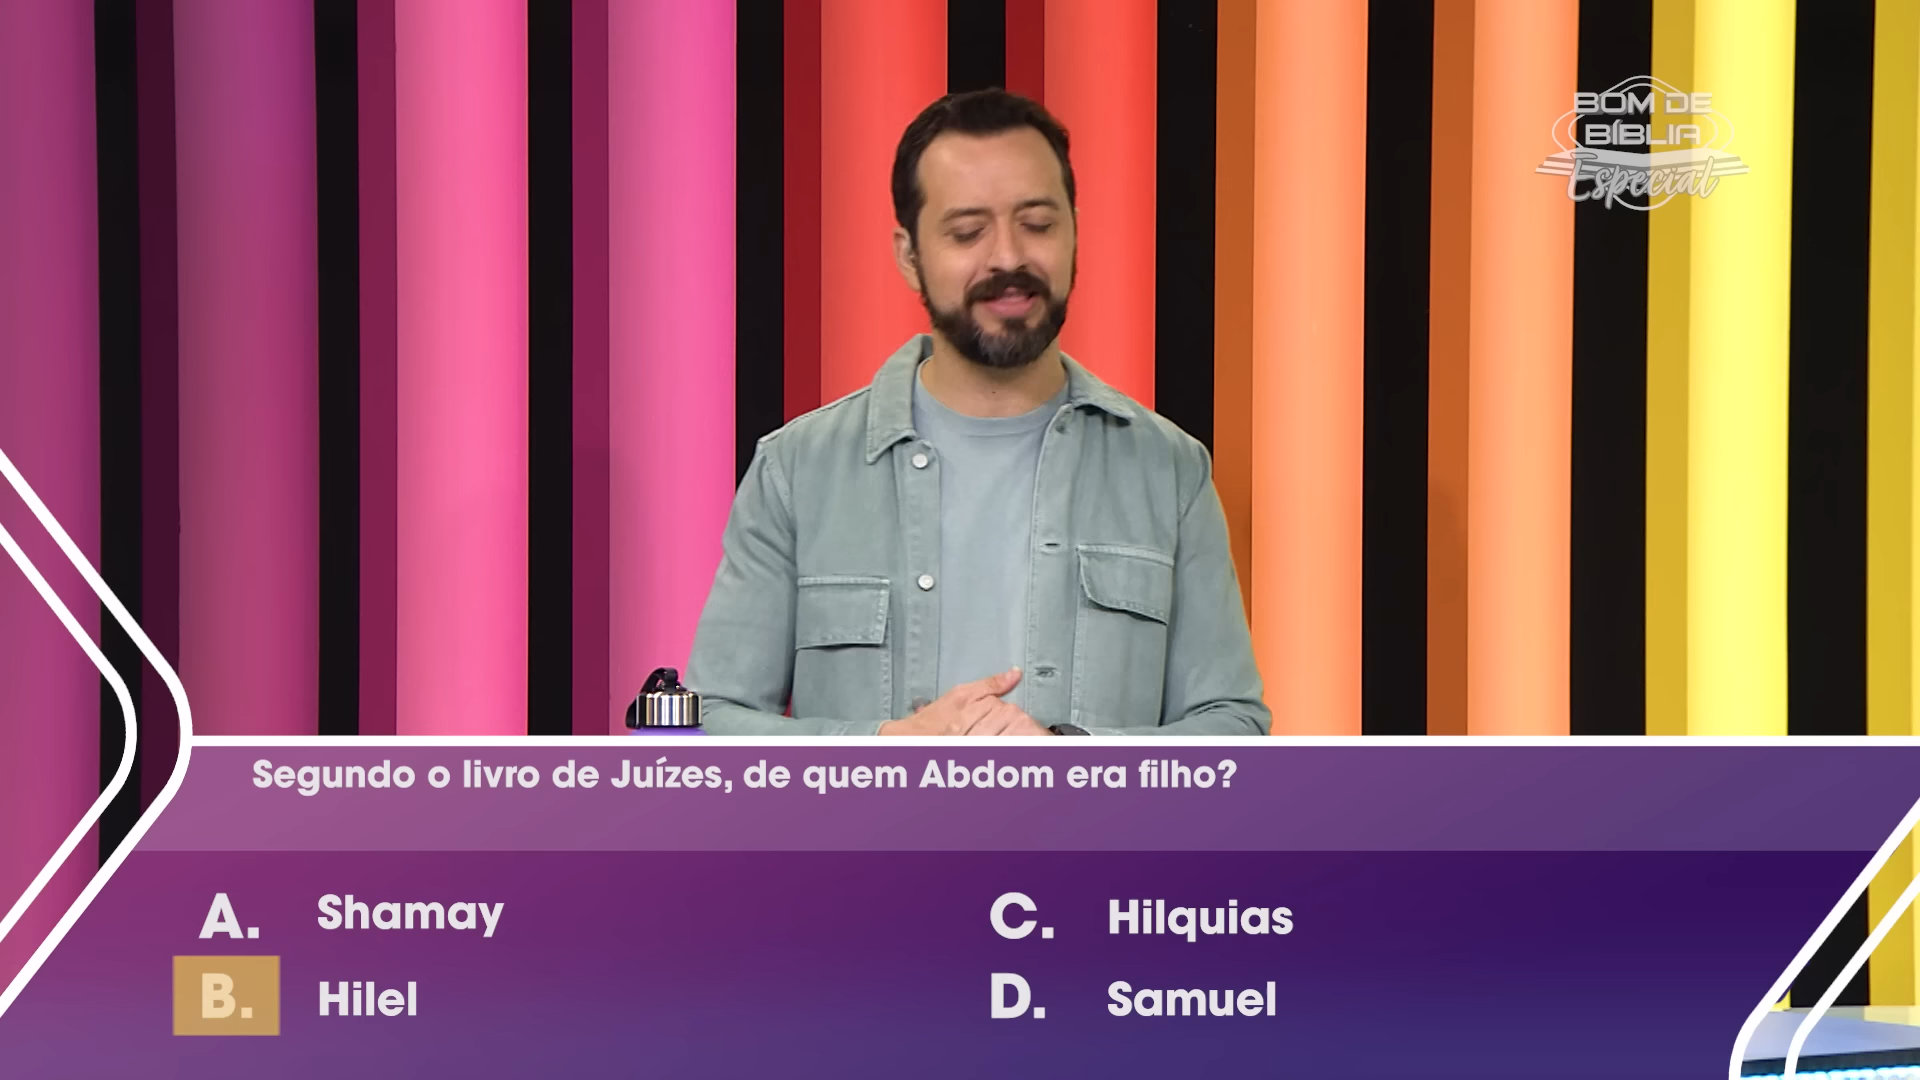 BOM DE
BÍBLIA
Especial
Segundo o livro de Juízes, de quem Abdom era filho?
A. Shamay
B. Hilel
C. Hilquias
D. Samuel